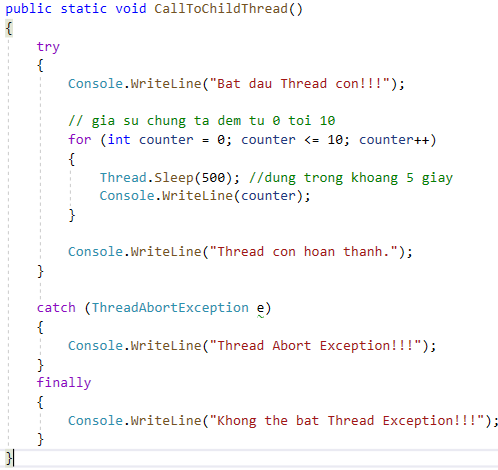 public static void CallToChildThread()
{
try
{
Console.WriteLine("Bat dau Thread con!!!");
// gia su chung ta dem tu 0 toi 10
for (int counter = 0; counter <= 10; counter++)
{
Thread.Sleep(500); //dung trong khoang 5 giay
Console.WriteLine(counter);
}
Console.WriteLine("Thread con hoan thanh.");
}
catch (ThreadAbortException e)
{
Console.WriteLine("Thread Abort Exception!!!");
}
finally
{
Console.WriteLine("Khong the bat Thread Exception!!!");
}
}